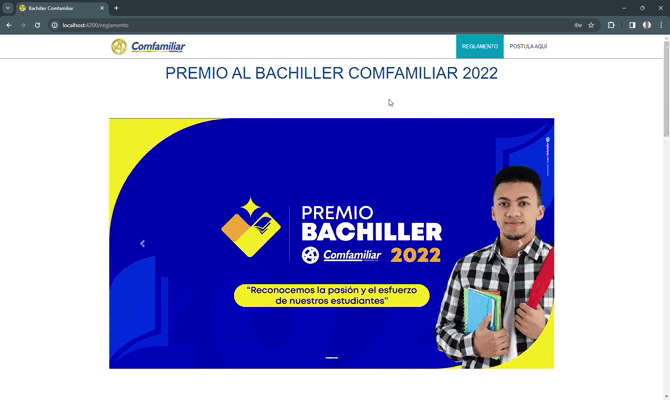 Bachiller Comfamiliar
localhost:4200/reglamento
Comfamiliar
REGLAMENTO
POSTULA AQUÍ
PREMIO AL BACHILLER COMFAMILIAR 2022
PREMIO
BACHILLER
Comfamiliar 2022
"Reconocemos la pasión y el esfuerzo
de nuestros estudiantes"